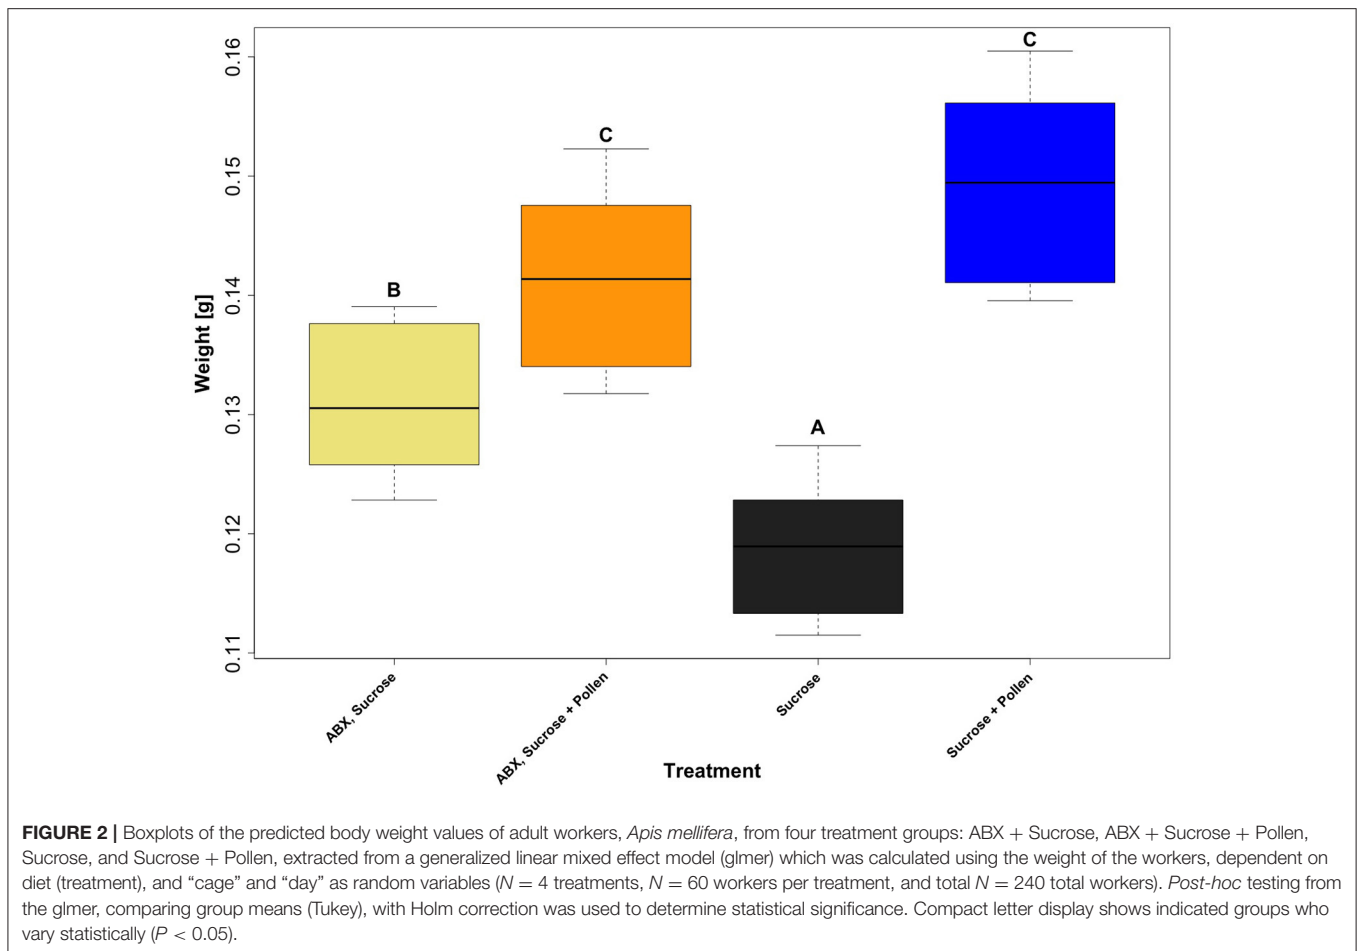 C
0.16
C
0.15
B
0.14
Weight [g]
0.13
A
0.12
0.11
ABX, Sucrose
ABX, Sucrose + Pollen
Sucrose
Sucrose + Pollen
Treatment
FIGURE 2 | Boxplots of the predicted body weight values of adult workers, Apis mellifera, from four treatment groups: ABX + Sucrose, ABX + Sucrose + Pollen,
Sucrose, and Sucrose + Pollen, extracted from a generalized linear mixed effect model (glmer) which was calculated using the weight of the workers, dependent on
diet (treatment), and “cage” and “day” as random variables (N = 4 treatments, N = 60 workers per treatment, and total N = 240 total workers). Post-hoc testing from
the glmer, comparing group means (Tukey), with Holm correction was used to determine statistical significance. Compact letter display shows indicated groups who
vary statistically (P < 0.05).